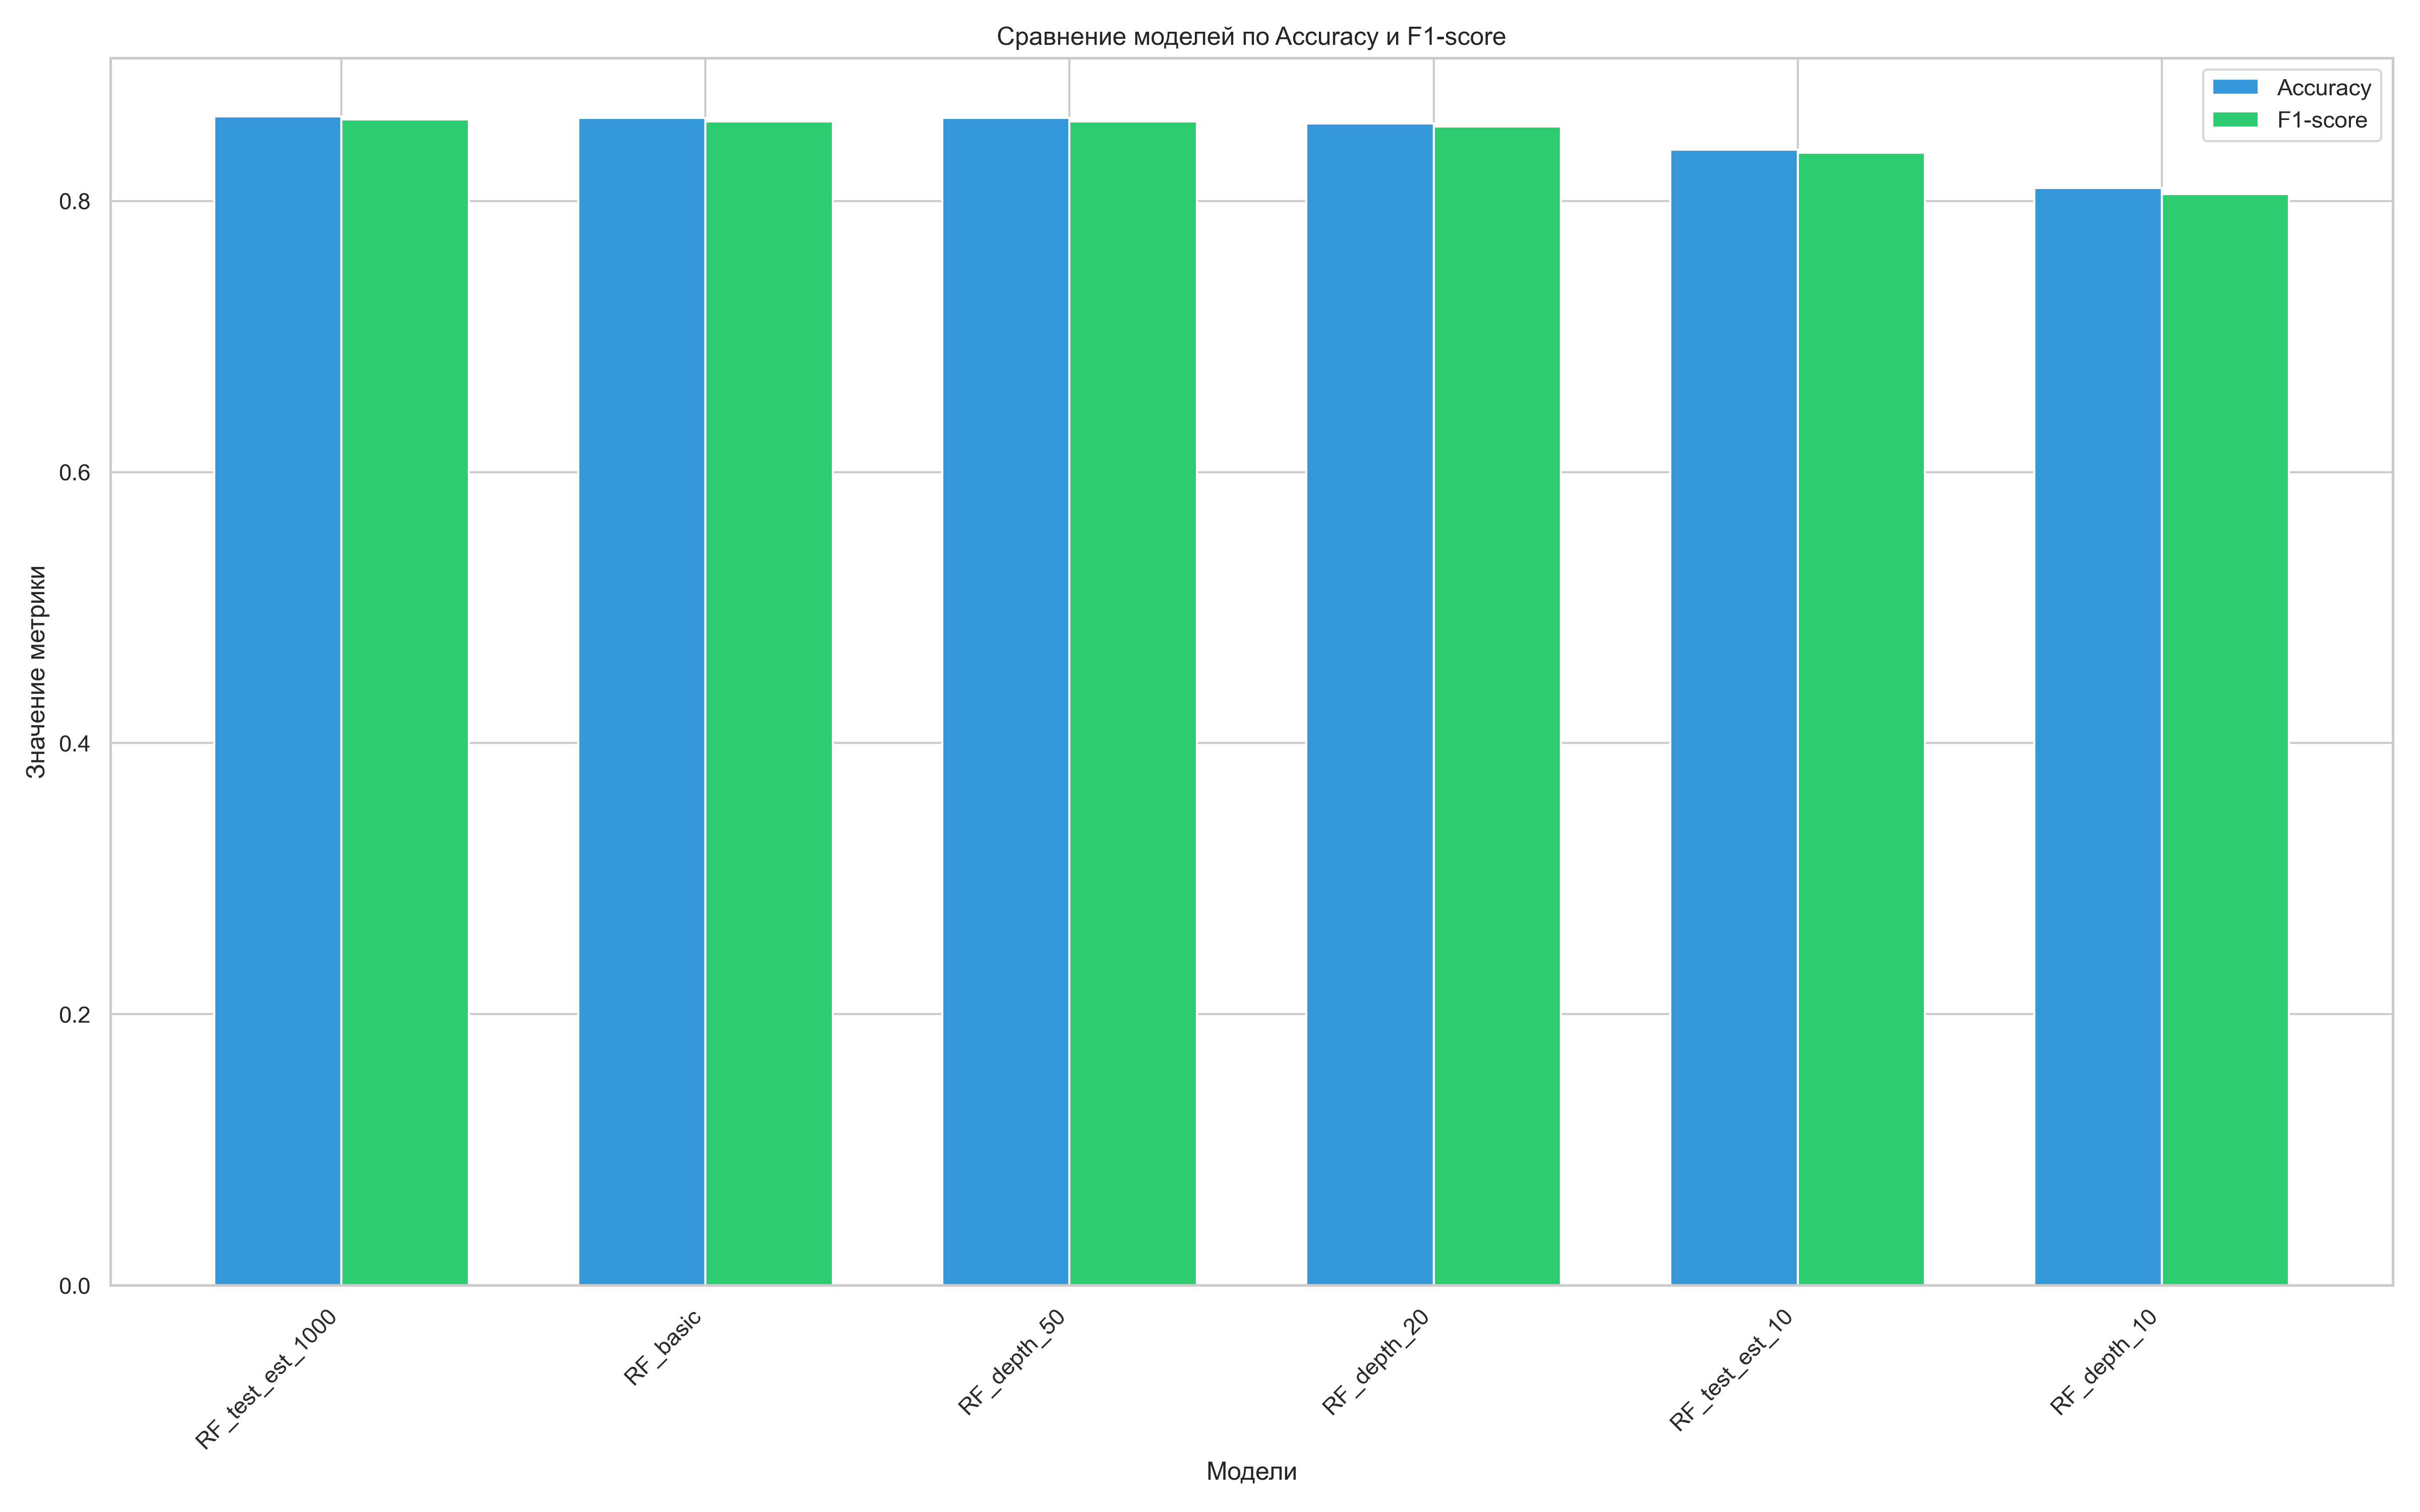 Сравнение моделей по Accuracy и F1-score
Accuracy
F1-score
Значение метрики
0.8
0.6
0.4
0.2
0.0
RF_test_est_1000
RF_basic
RF_depth_50
RF_depth_20
RF_test_est_10
RF_depth_10
Модели